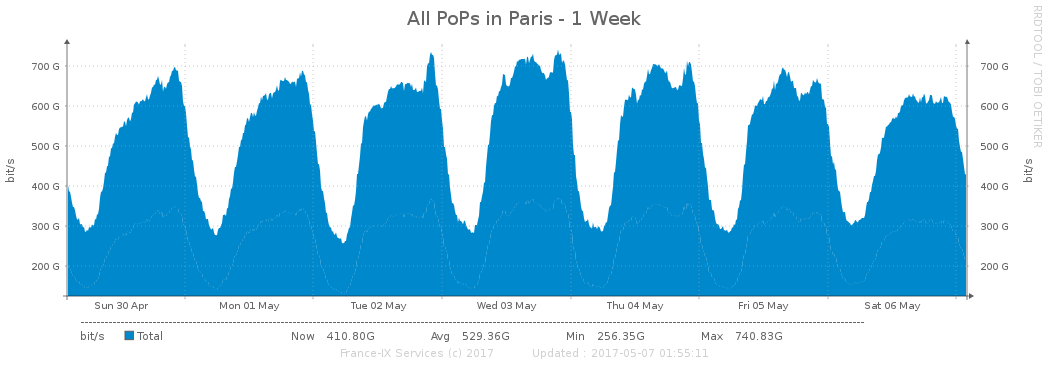 All PoPs in Paris - 1 Week
RRDTOOL / TOBI OETIKER
bit/s
bit/s
700 G 700 G
600 G 600 G
500 G 500 G
400 G 400 G
300 G 300 G
200 G 200 G
Sun 30 Apr Mon 01 May Tue 02 May Wed 03 May Thu 04 May Fri 05 May Sat 06 May
bit/s Total Now 410.80G Avg 529.36G Min 256.35G Max 740.83G
France-IX Services (c) 2017 Updated : 2017-05-07 01:55:11